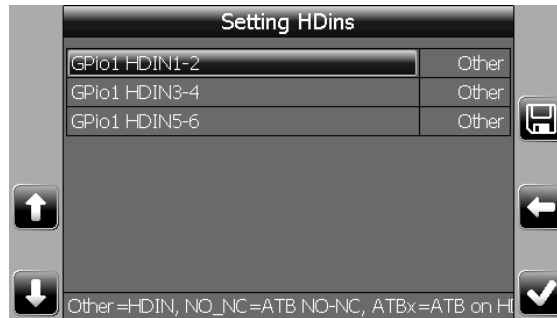 Setting HDins
GPio1 HDIN1-2 Other
GPio1 HDIN3-4 Other
GPio1 HDIN5-6 Other
Other=HDIN, NO_NC=ATB NO-NC, ATBx=ATB on